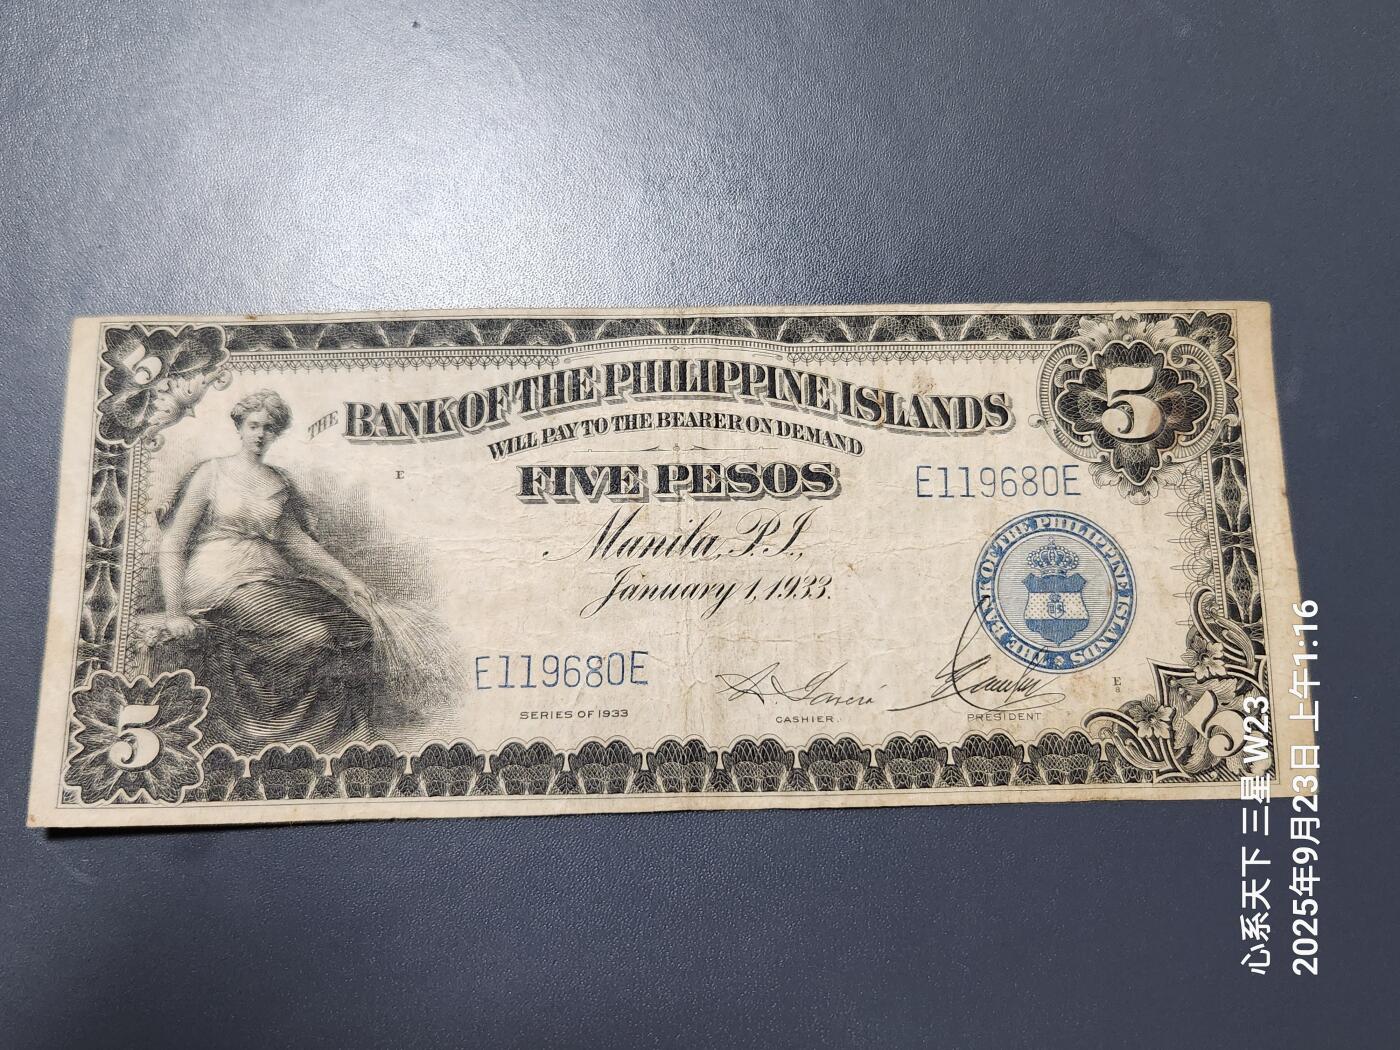 5
5
THE BANK OF THE PHILIPPINE ISLANDS
WILL PAY TO THE BEARER ON DEMAND
E
FIVE PESOS
E119680E
Manila, P.I.,
January 1, 1933.
THE BANK OF THE PHILIPPINE ISLANDS
E119680E
SERIES OF 1933
CASHIER.
PRESIDENT
E
8
5
5
心系天下 三星 W23
2025年9月23日 上午1:16